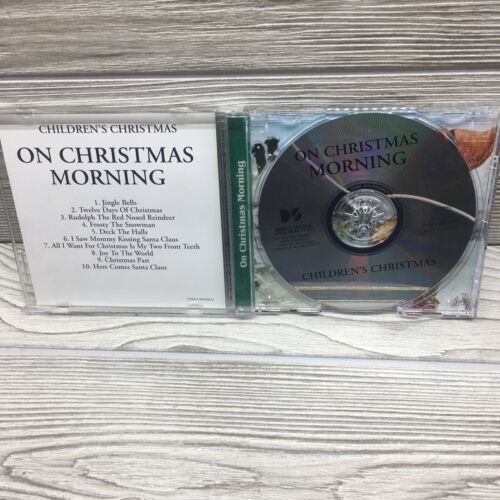 CHILDREN'S CHRISTMAS
ON CHRISTMAS
MORNING
1. Jingle Bells
2. Twelve Days Of Christmas
3. Rudolph The Red Nosed Reindeer
4. Frosty The Snowman
5. Deck The Halls
6. I Saw Mommy Kissing Santa Claus
7. All I Want For Christmas Is My Two Front Teeth
8. Joy To The World
9. Christmas Past
10. Here Comes Santa Claus
On Christmas Morning
ON CHRISTMAS
MORNING
CHILDREN'S CHRISTMAS